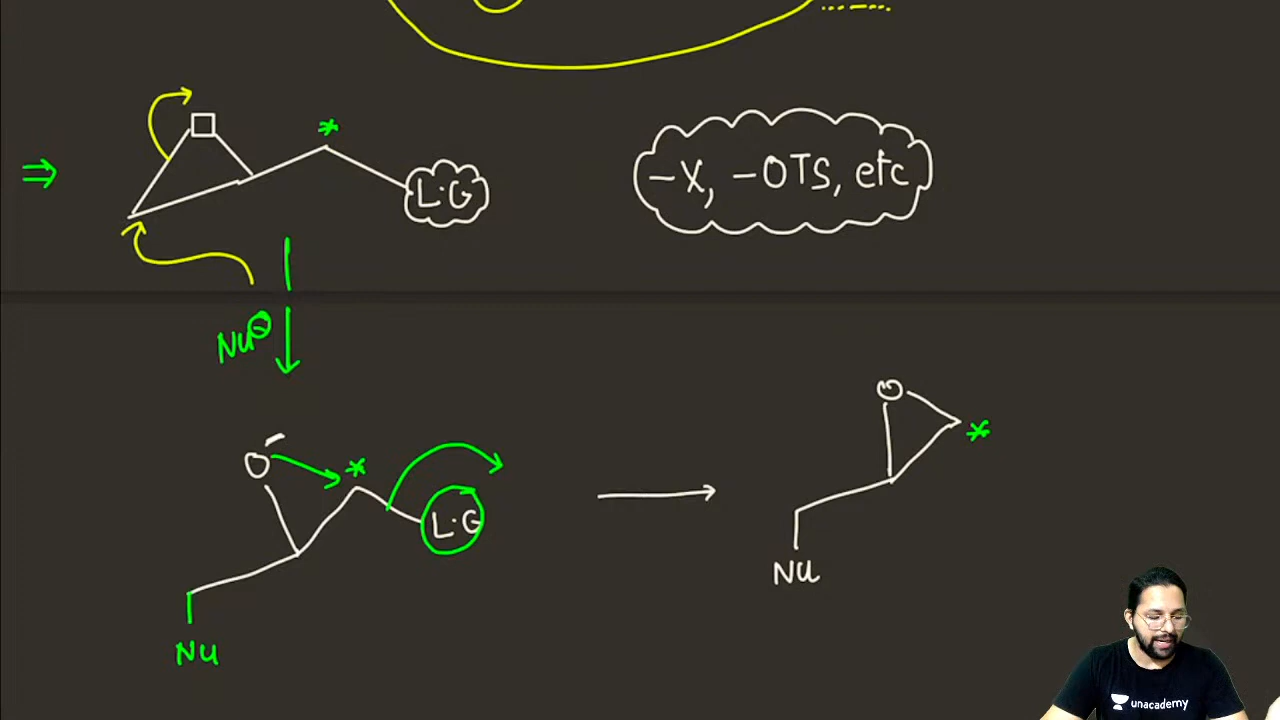 ⇒ * L.G -X, -OTS, etc
Nu⊖
O
O- * *
L.G →
Nu
Nu
unacademy